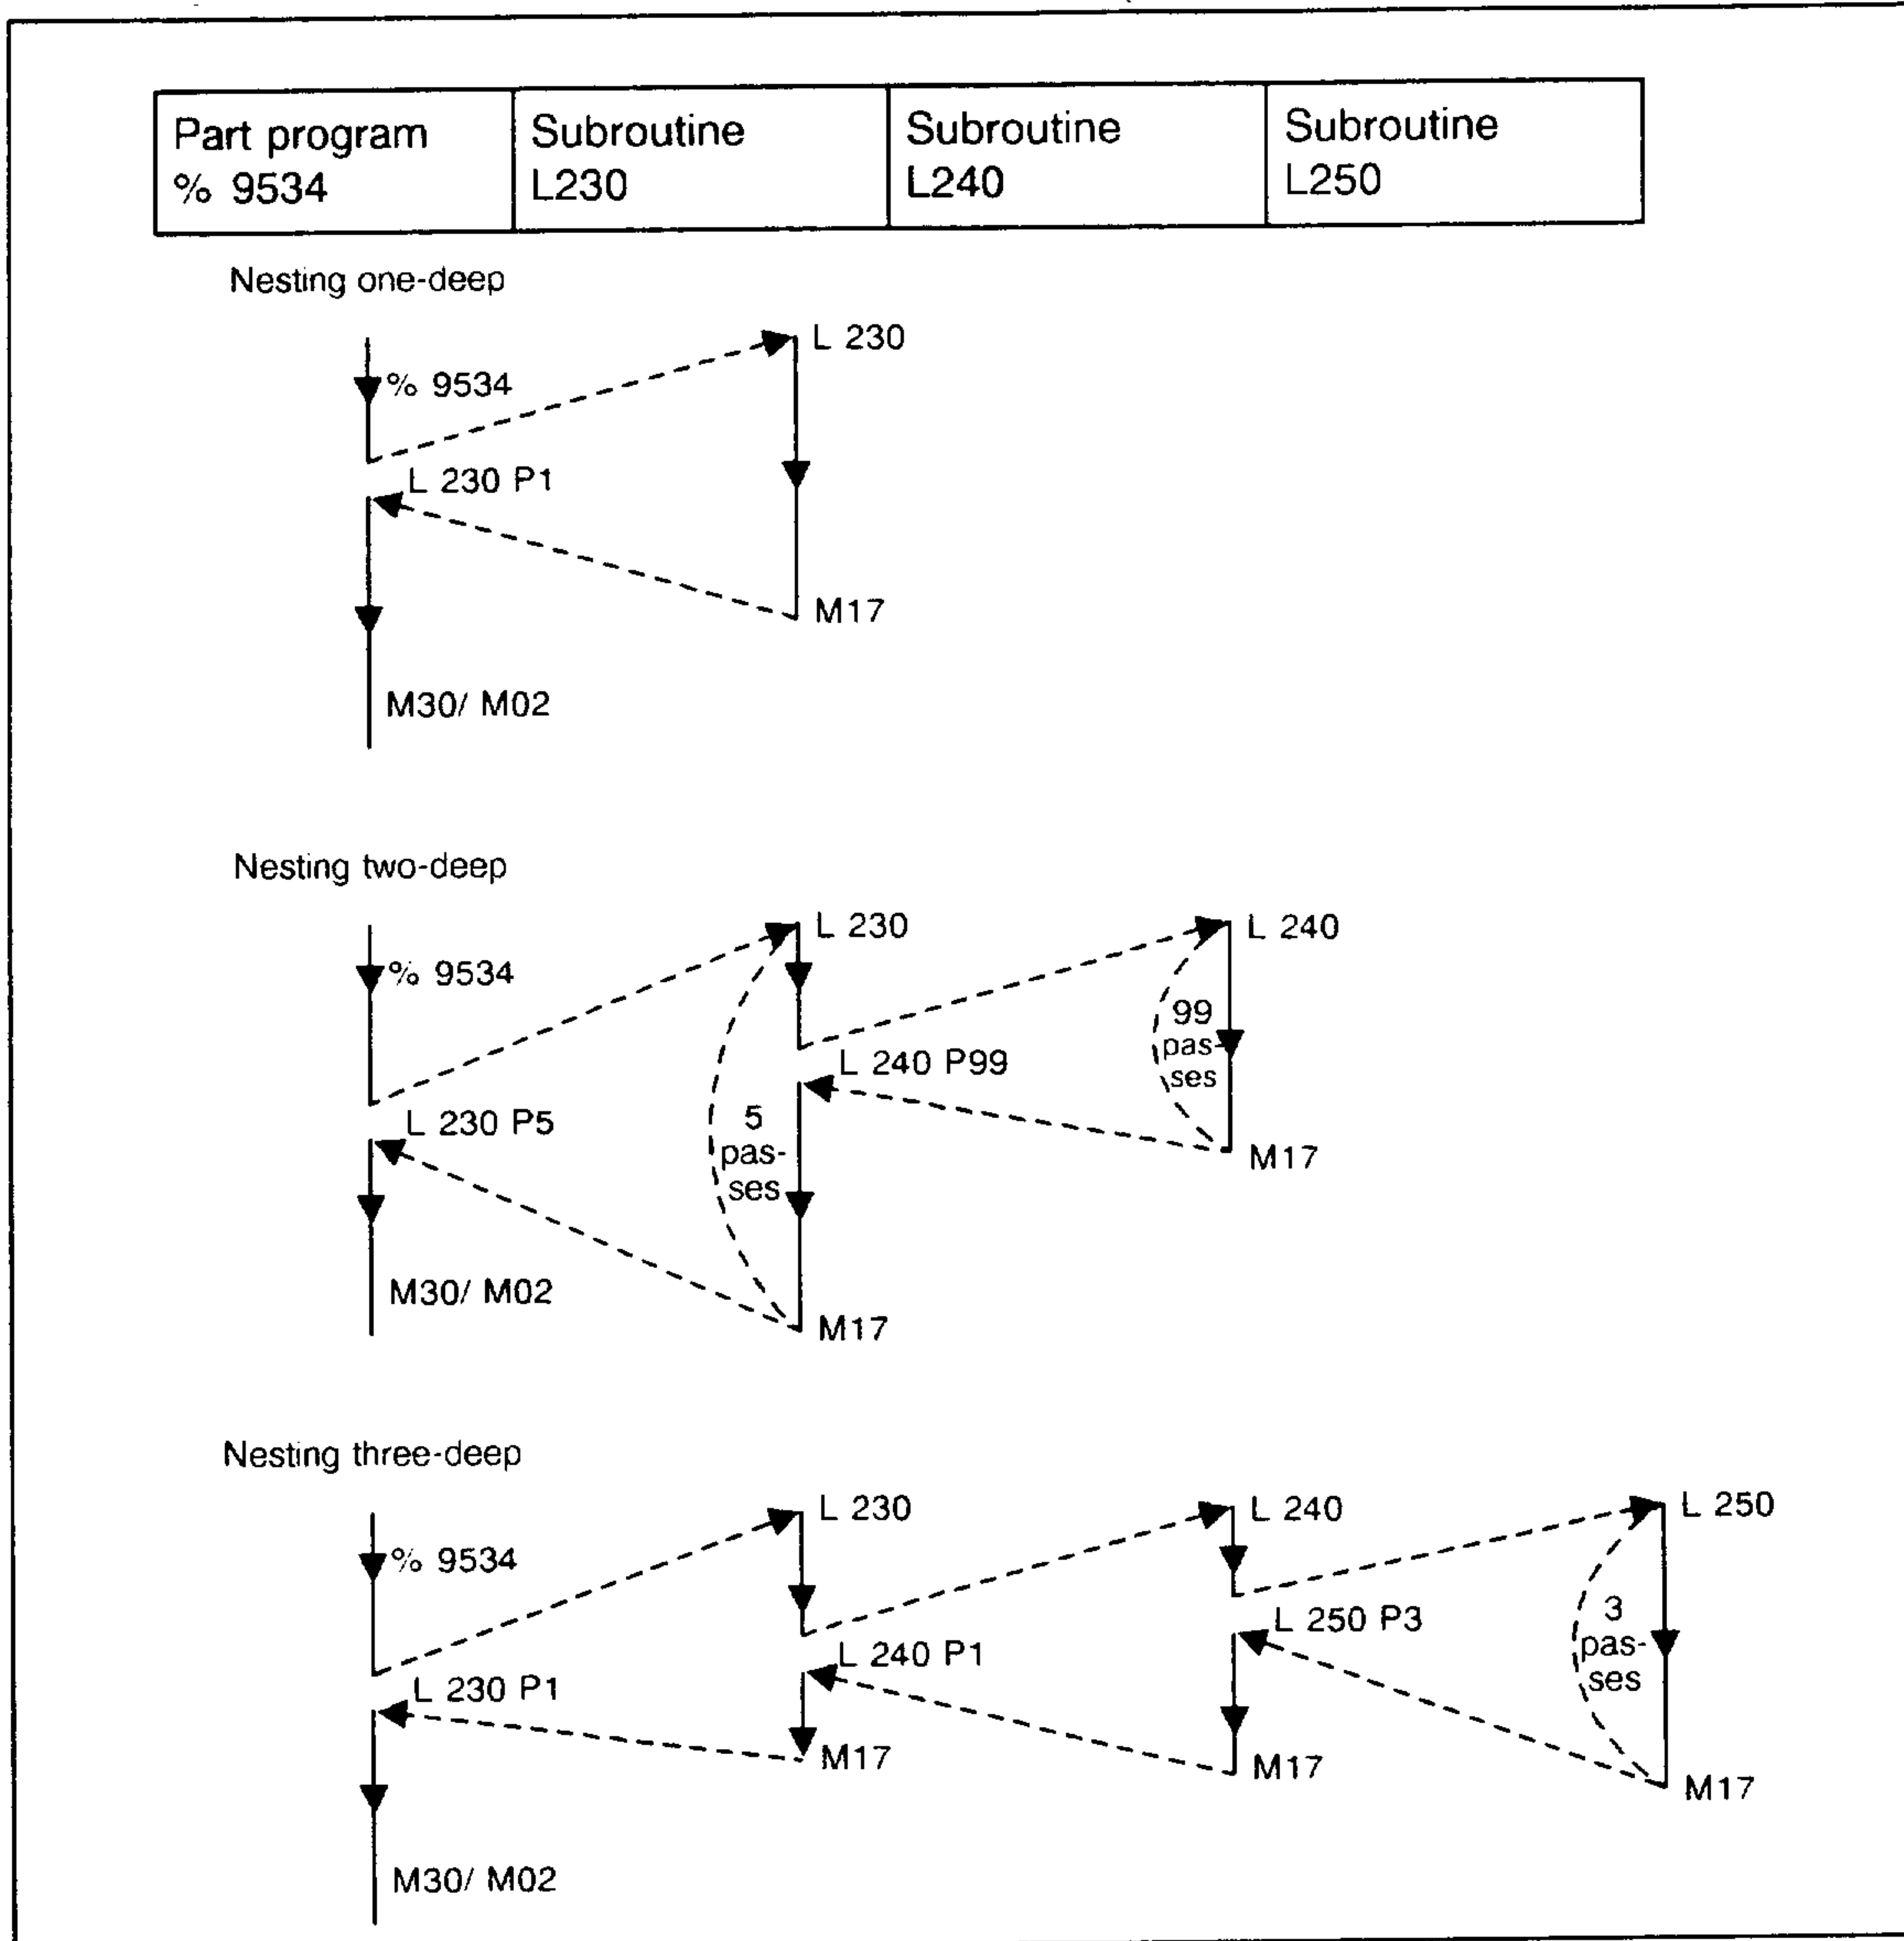 Part program
% 9534
Subroutine
L230
Subroutine
L240
Subroutine
L250
Nesting one-deep
L 230
% 9534
L 230 P1
M17
M30/ M02
Nesting two-deep
L 230
L 240
% 9534
99
pas-
ses
L 240 P99
L 230 P5
5
pas-
ses
M17
M30/ M02
M17
Nesting three-deep
L 230
L 240
L 250
% 9534
L 250 P3
3
pas-
ses
L 240 P1
L 230 P1
M17
M17
M17
M30/ M02